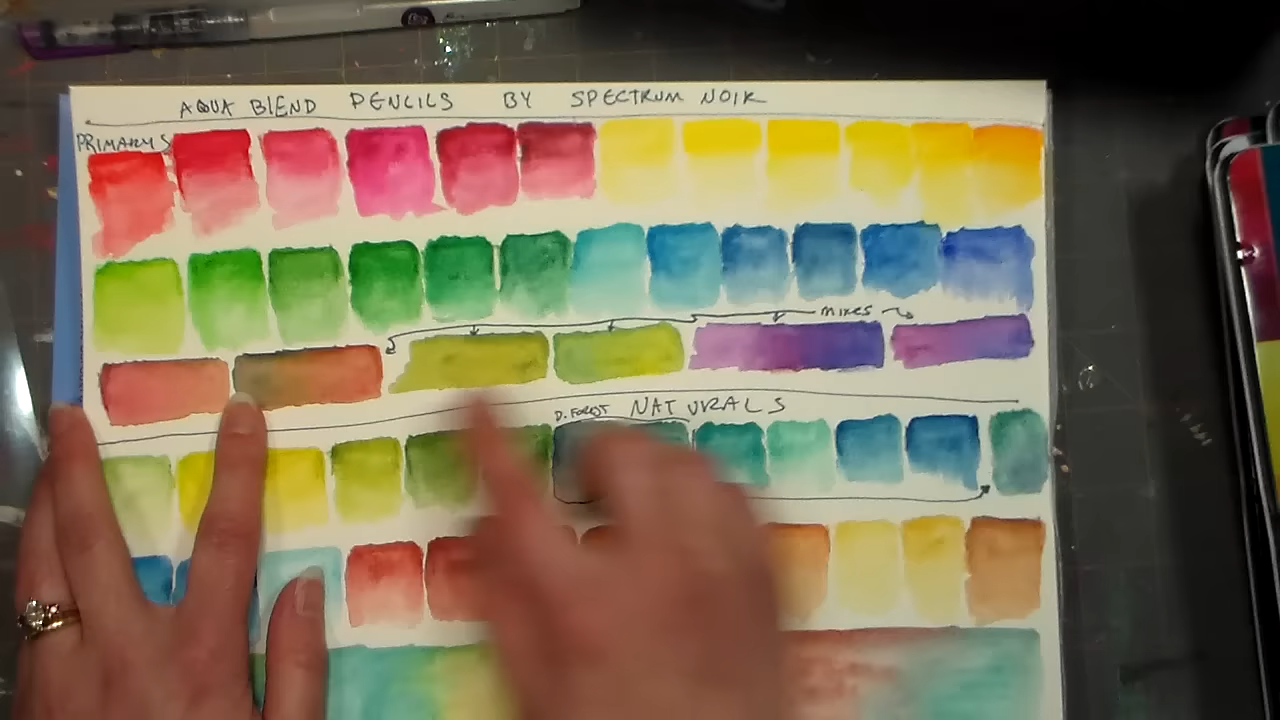 AQUA BLEND PENCILS BY SPECTRUM NOIR
PRIMARYS
mixes
D. FOREST NATURALS